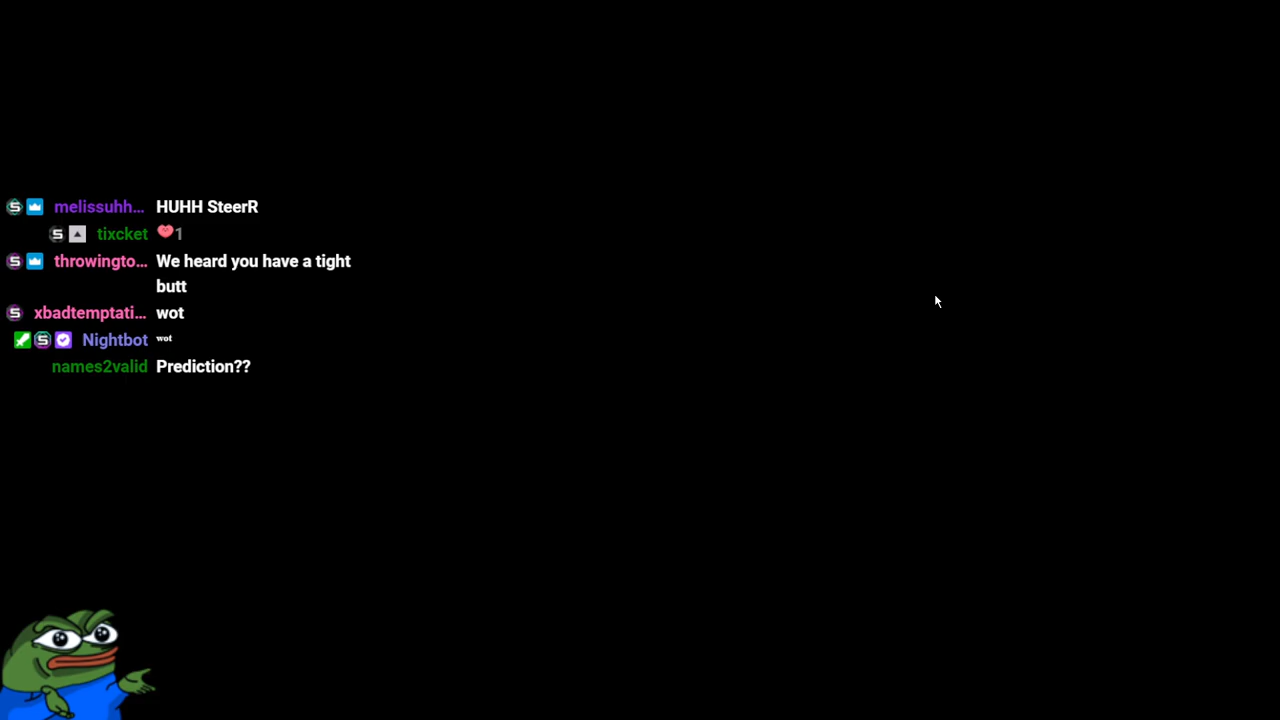 melissuhh... HUHH SteerR
tixcket 1
throwingto... We heard you have a tight
butt
xbadtemptati... wot
Nightbot wot
names2valid Prediction??